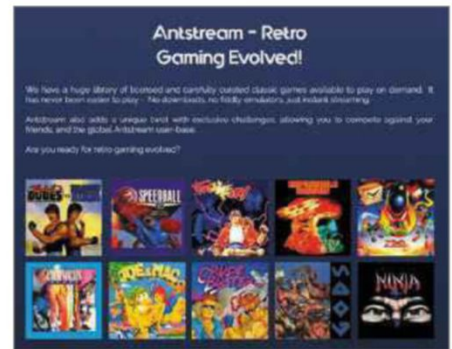 Antstream - Retro
Gaming Evolved!
We have a huge library of licensed and carefully curated classic games available to play on demand. It
has never been easier to play - No downloads, no fiddly emulators, just instant streaming.
Antstream also adds a unique twist with exclusive challenges, allowing you to compete against your
friends, and the global Antstream user-base.
Are you ready for retro gaming evolved?
SPEEDBALL
ZOOL
JOE & MAC
NINJA